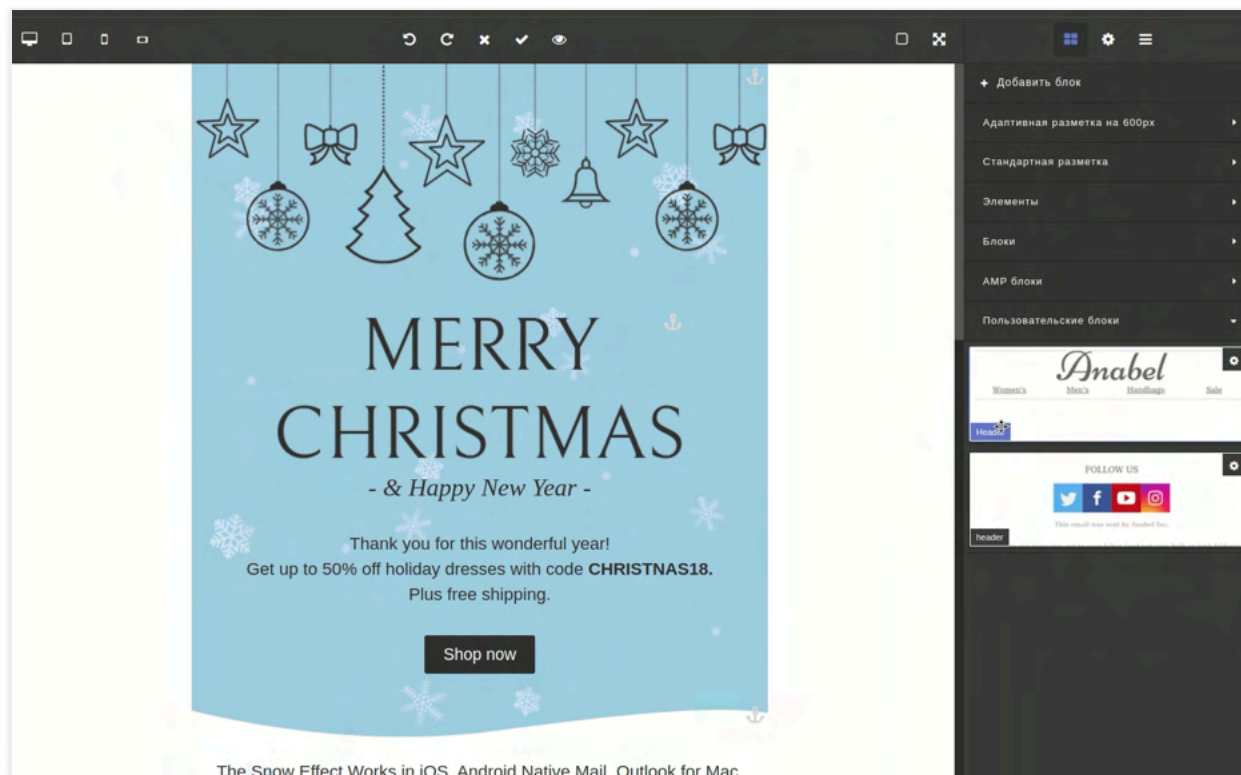 Добавить блок
Адаптивная разметка на 600px
Стандартная разметка
Элементы
Блоки
AMP блоки
Пользовательские блоки
Anabel
Women's Men's Handbags Sale
Header
FOLLOW US
This email was sent by Anabel Inc.
header
MERRY
CHRISTMAS
- & Happy New Year -
Thank you for this wonderful year!
Get up to 50% off holiday dresses with code CHRISTNAS18.
Plus free shipping.
Shop now
The Snow Effect Works in iOS, Android Native Mail, Outlook for Mac,